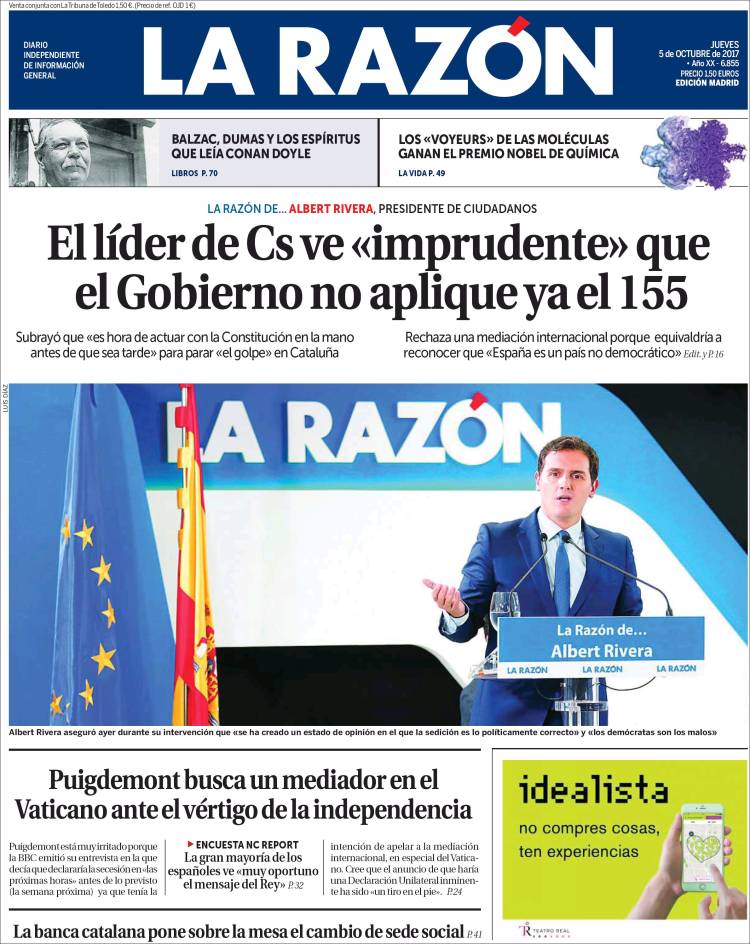 Venta conjunta con La Tribuna de Toledo 1,50 €. (Precio de ref. OJD 1 €)
DIARIO
INDEPENDIENTE
DE INFORMACIÓN
GENERAL
LA RAZÓN
JUEVES
5 de OCTUBRE de 2017
• Año XX - 6.855
PRECIO 1,50 EUROS
EDICIÓN MADRID
BALZAC, DUMAS Y LOS ESPÍRITUS
QUE LEÍA CONAN DOYLE
LIBROS P. 70
LOS «VOYEURS» DE LAS MOLÉCULAS
GANAN EL PREMIO NOBEL DE QUÍMICA
LA VIDA P. 49
LA RAZÓN DE... ALBERT RIVERA, PRESIDENTE DE CIUDADANOS
El líder de Cs ve «imprudente» que
el Gobierno no aplique ya el 155
Subrayó que «es hora de actuar con la Constitución en la mano
antes de que sea tarde» para parar «el golpe» en Cataluña
Rechaza una mediación internacional porque equivaldría a
reconocer que «España es un país no democrático» Edit. y P. 16
LUIS DÍAZ
LA RAZÓN
La Razón de...
Albert Rivera
LA RAZÓN LA RAZÓN LA RAZÓN
Albert Rivera aseguró ayer durante su intervención que «se ha creado un estado de opinión en el que la sedición es lo políticamente correcto» y «los demócratas son los malos»
Puigdemont busca un mediador en el
Vaticano ante el vértigo de la independencia
Puigdemont está muy irritado porque
la BBC emitió su entrevista en la que
decía que declararía la secesión en «las
próximas horas» antes de lo previsto
(la semana próxima) ya que tenía la
ENCUESTA NC REPORT
La gran mayoría de los
españoles ve «muy oportuno
el mensaje del Rey» P. 32
intención de apelar a la mediación
internacional, en especial del Vatica-
no. Cree que el anuncio de que haría
una Declaración Unilateral inminen-
te ha sido «un tiro en el pie». P. 24
La banca catalana pone sobre la mesa el cambio de sede social P. 41
idealista
no compres cosas,
ten experiencias
TR TEATRO REAL